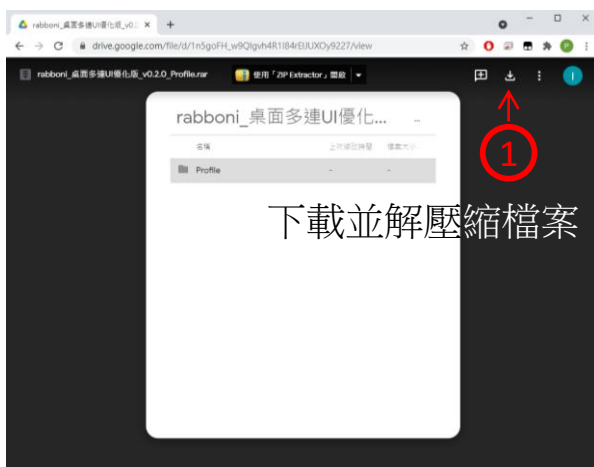 rabboni_桌面多連UI優化版_v0.2
drive.google.com/file/d/1n5goFH_w9QIgvh4R1I84rBJUXOy9227/view
rabboni_桌面多連UI優化版_v0.2.0_Profile.rar
使用「ZIP Extractor」開啟
rabboni_桌面多連UI優化... ...
名稱 上次修改時間 檔案大小
Profile - -
1
下載並解壓縮檔案